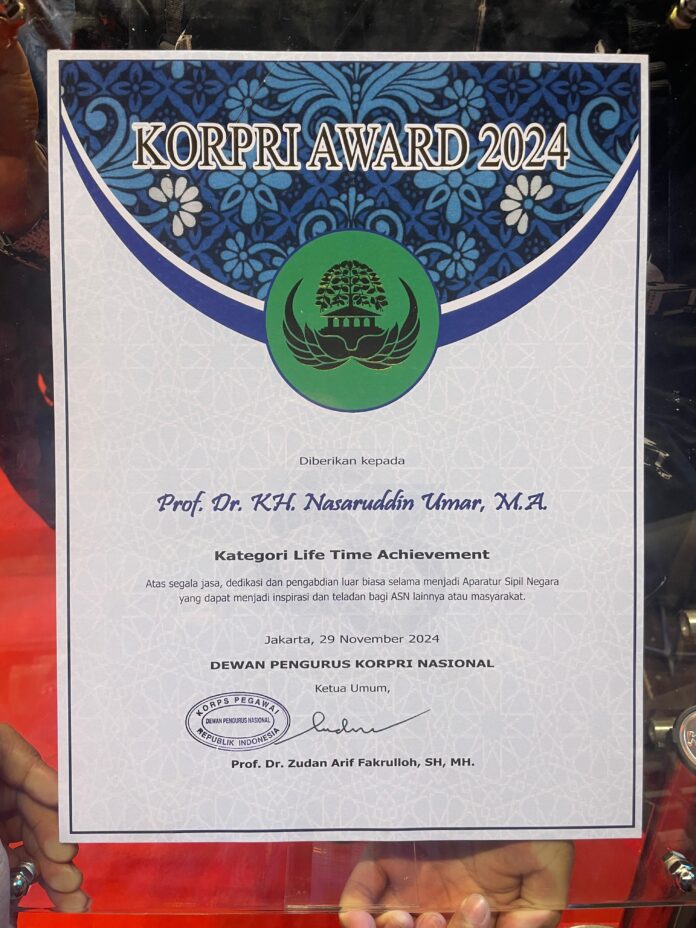 KORPRI AWARD 2024
Diberikan kepada
Prof. Dr. KH. Nasaruddin Umar, M.A.
Kategori Life Time Achievement
Atas segala jasa, dedikasi dan pengabdian luar biasa selama menjadi Aparatur Sipil Negara
yang dapat menjadi inspirasi dan teladan bagi ASN lainnya atau masyarakat.
Jakarta, 29 November 2024
DEWAN PENGURUS KORPRI NASIONAL
Ketua Umum,
KORPS PEGAWAI
DEWAN PENGURUS NASIONAL
REPUBLIK INDONESIA
Prof. Dr. Zudan Arif Fakrulloh, SH, MH.